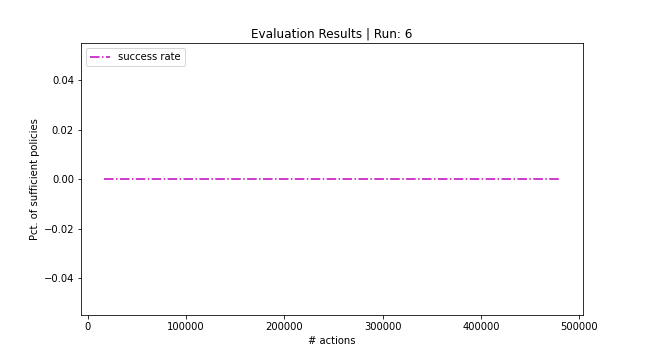 Evaluation Results | Run: 6
success rate
Pct. of sufficient policies
0.04
0.02
0.00
−0.02
−0.04
0
100000
200000
300000
400000
500000
# actions